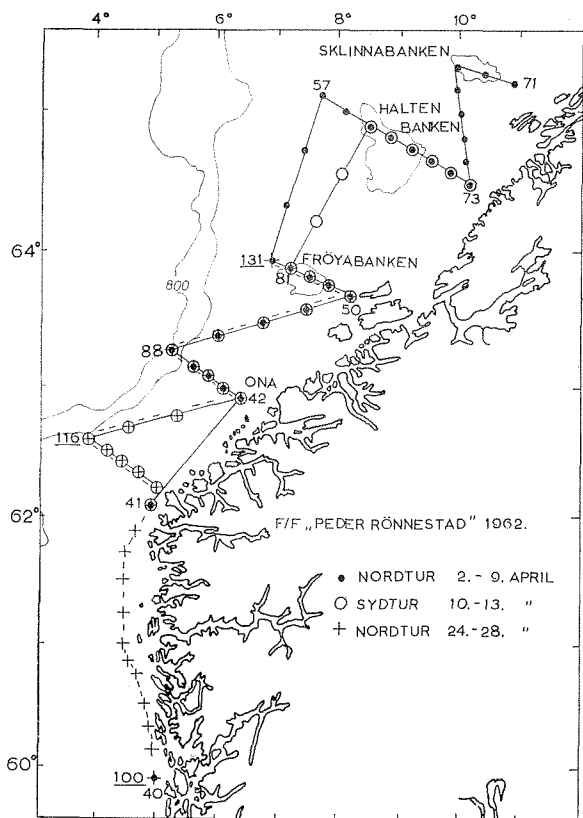 4° 6° 8° 10°
SKLINNABANKEN
71
57
HALTEN
BANKEN
73
64°
131
FRÖYABANKEN
81
800
50
88
ONA
42
116
41
62°
F/F „PEDER RÖNNESTAD" 1962.
• NORDTUR 2.-9. APRIL
○ SYDTUR 10.-13. "
+ NORDTUR 24.-28. "
60°
100
40